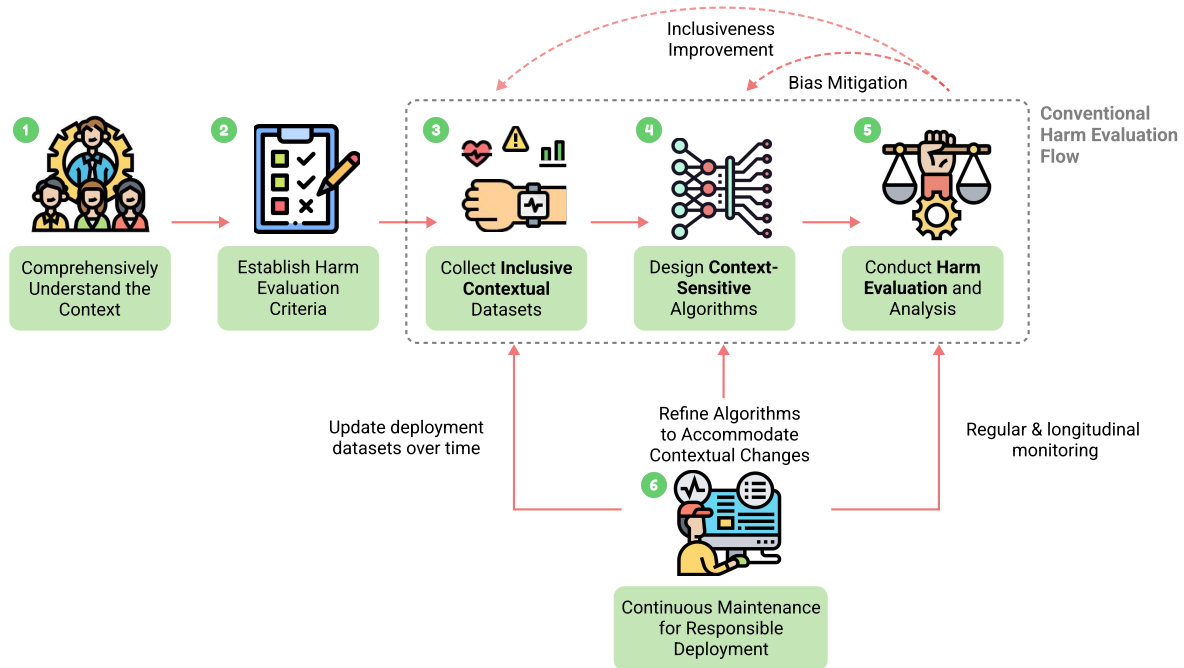 Inclusiveness
Improvement
Bias Mitigation
Conventional
Harm Evaluation
Flow
1
2
3
4
5
Comprehensively
Understand the
Context
Establish Harm
Evaluation
Criteria
Collect Inclusive
Contextual
Datasets
Design Context-
Sensitive
Algorithms
Conduct Harm
Evaluation and
Analysis
Update deployment
datasets over time
Refine Algorithms
to Accommodate
Contextual Changes
Regular & longitudinal
monitoring
6
Continuous Maintenance
for Responsible
Deployment